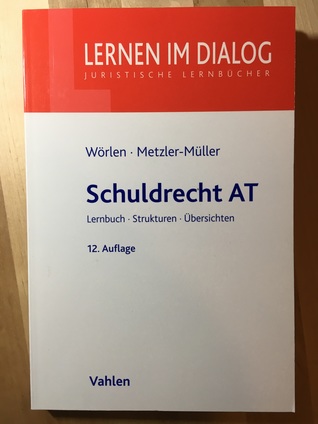 LERNEN IM DIALOG
JURISTISCHE LERNBÜCHER
Wörlen · Metzler-Müller
Schuldrecht AT
Lernbuch · Strukturen · Übersichten
12. Auflage
Vahlen